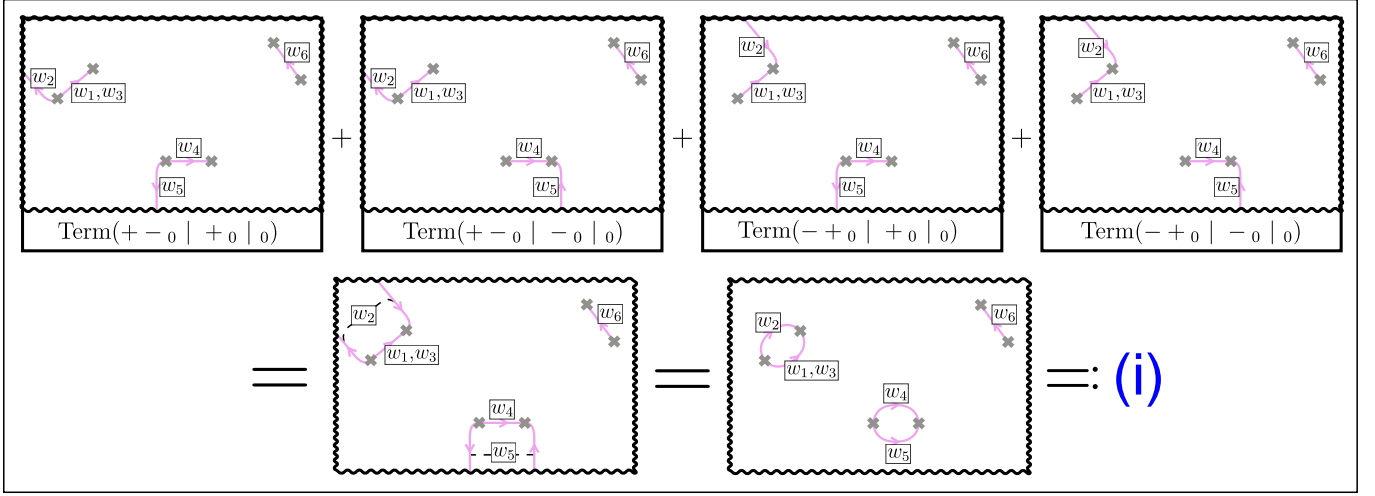 w₂ w₆ w₂ w₆ w₂ w₆ w₂ w₆
w₁,w₃ w₁,w₃ w₁,w₃ w₁,w₃
+ + +
w₄ w₄ w₄ w₄
w₅ w₅ w₅ w₅
Term(+ − ₀ | + ₀ | ₀) Term(+ − ₀ | − ₀ | ₀) Term(− + ₀ | + ₀ | ₀) Term(− + ₀ | − ₀ | ₀)
w₂ w₆ w₂ w₆
w₁,w₃ w₁,w₃
= = =: (i)
w₄ w₄
w₅ w₅